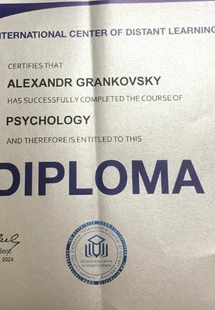 INTERNATIONAL CENTER OF DISTANT LEARNING
CERTIFIES THAT
ALEXANDR GRANKOVSKY
HAS SUCCESSFULLY COMPLETED THE COURSE OF
PSYCHOLOGY
AND THEREFORE IS ENTITLED TO THIS
DIPLOMA
2024